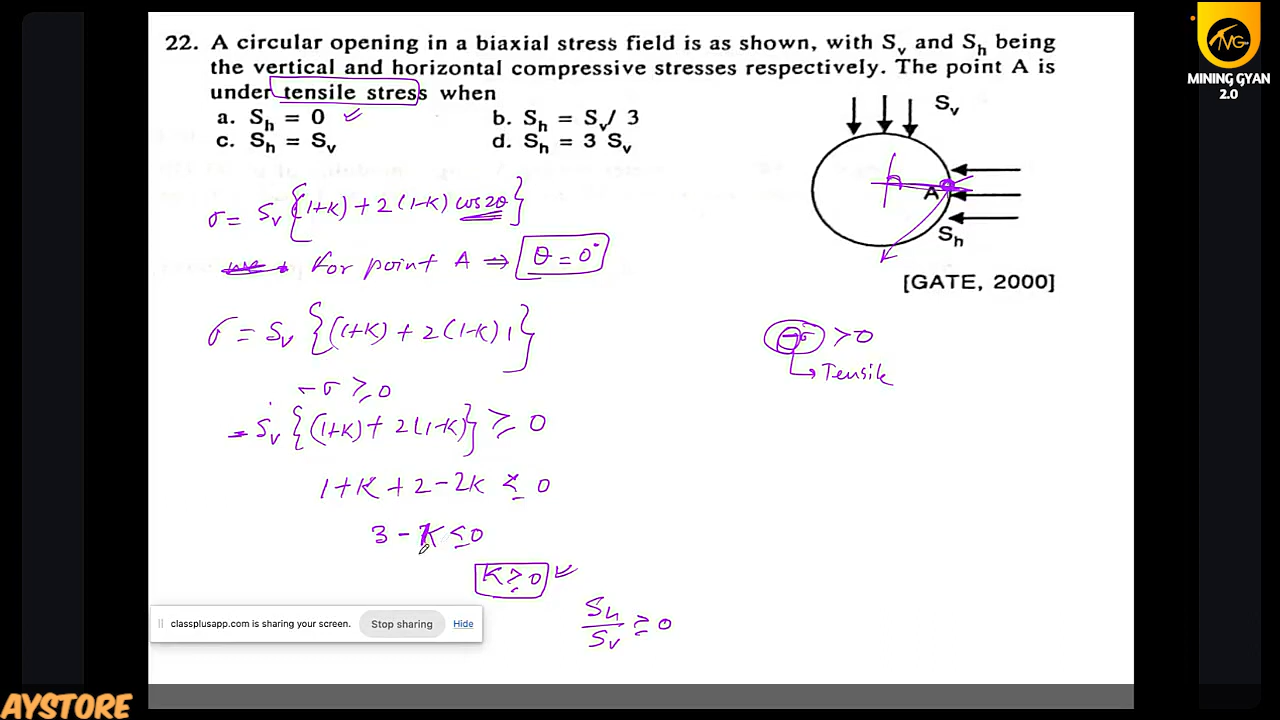 TNG
MINING GYAN
2.0
22. A circular opening in a biaxial stress field is as shown, with Sv and Sh being
the vertical and horizontal compressive stresses respectively. The point A is
under tensile stress when
a. Sh = 0 ✓
b. Sh = Sv/ 3
c. Sh = Sv
d. Sh = 3 Sv
Sv
A
Sh
[GATE, 2000]
σ = Sv {(1+K) + 2(1-K) cos2θ}
for point A ⇒ θ = 0°
σ = Sv {(1+K) + 2(1-K) 1}
-σ > 0
Tensile
-σ ≥ 0
-Sv {(1+K) + 2(1-K)} ≥ 0
1+K+2-2K ≤ 0
3-K ≤ 0
K ≥ 0 ✓
Sh/Sv ≥ 0
classplusapp.com is sharing your screen.
Stop sharing
Hide
AYSTORE